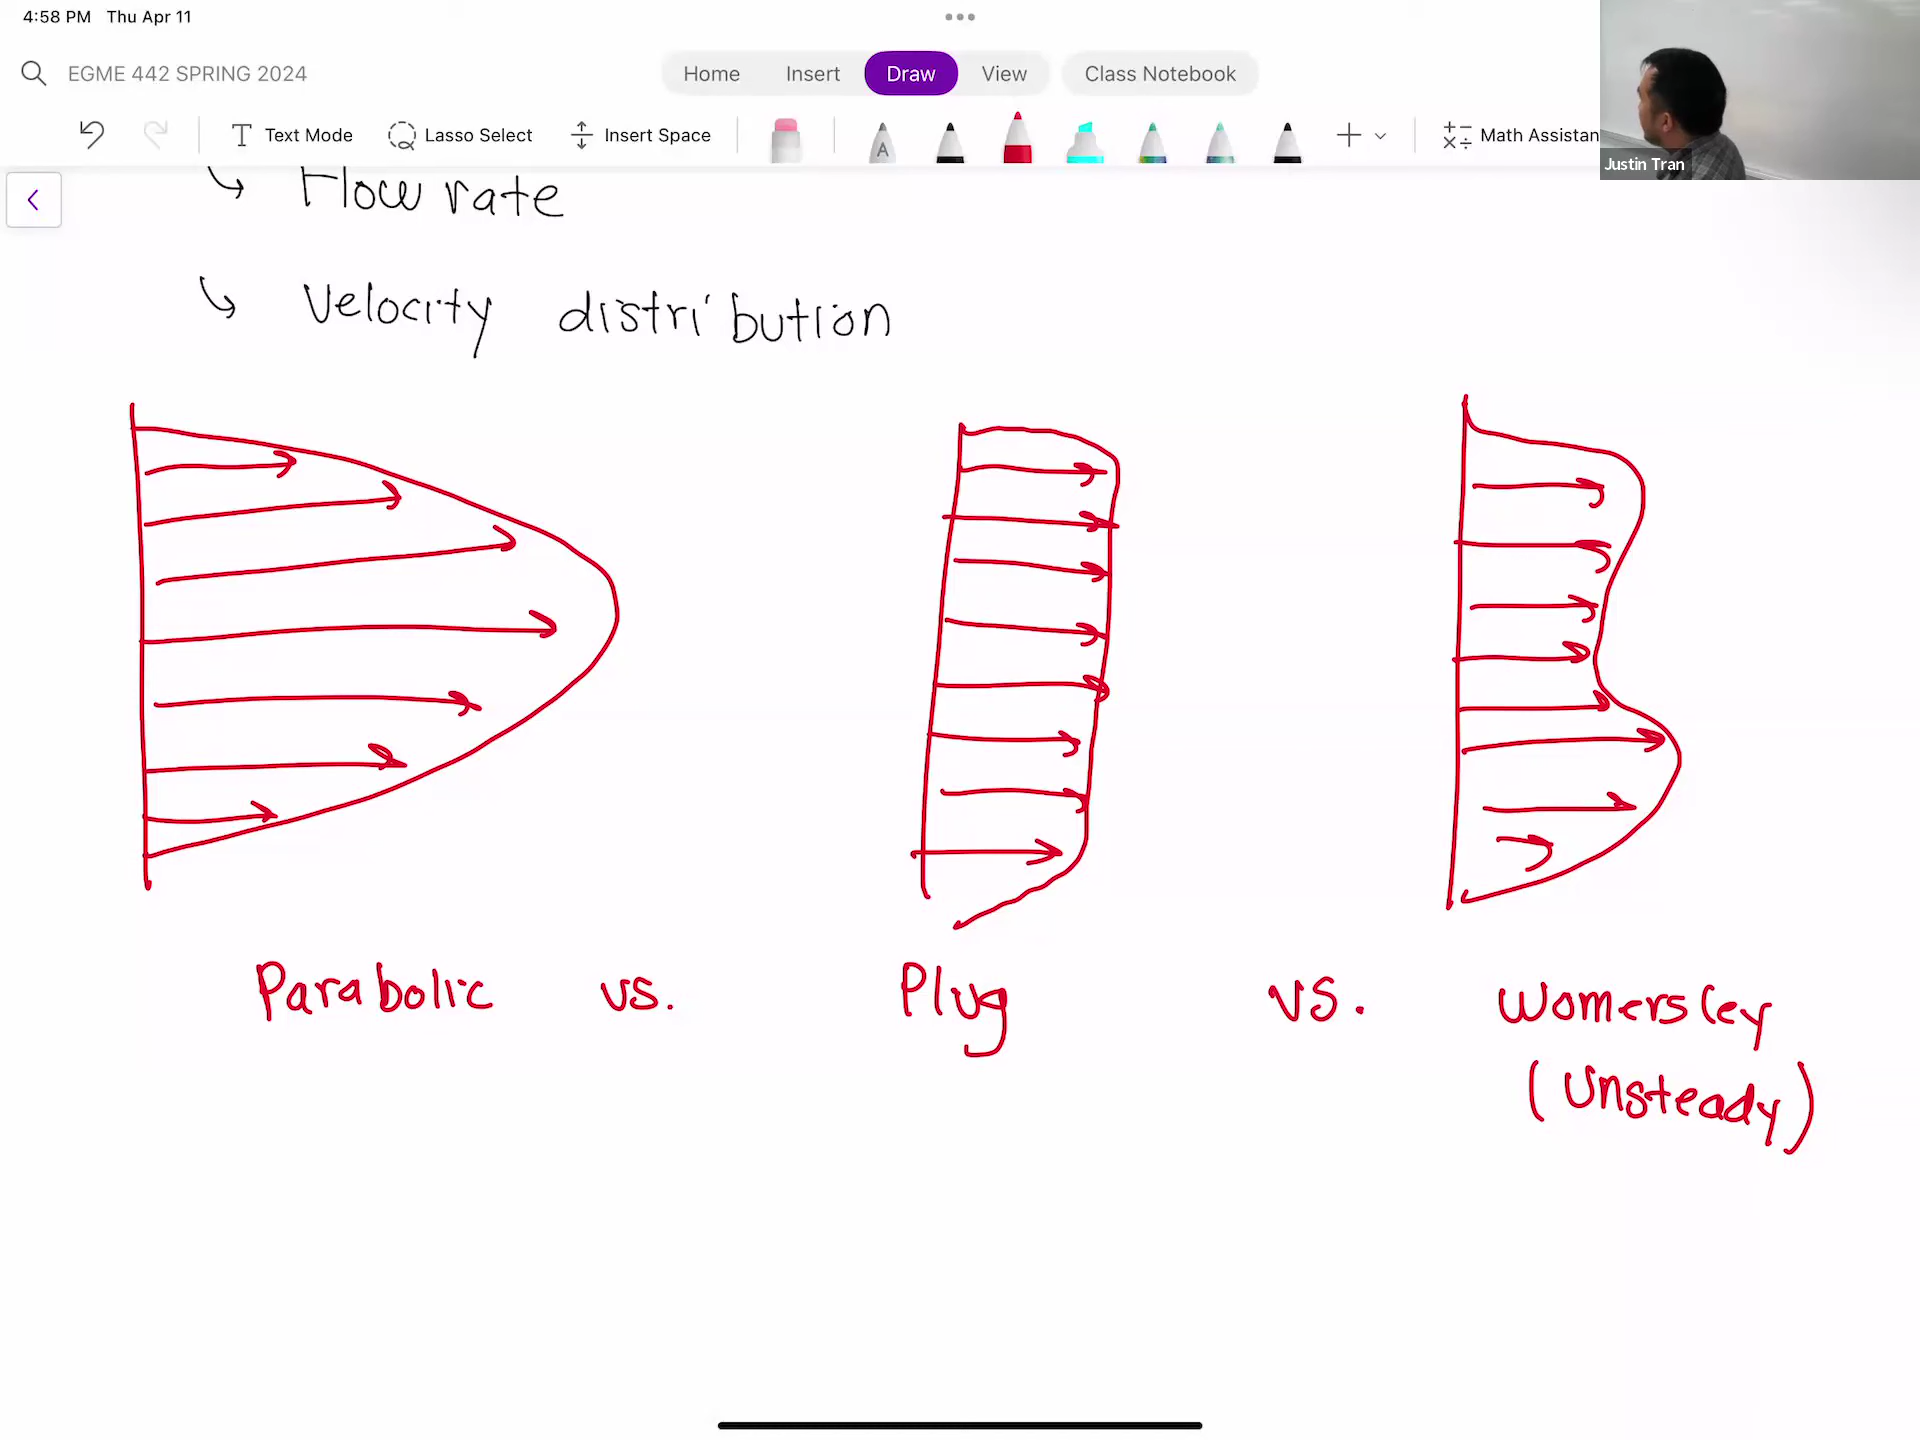 4:58 PM Thu Apr 11
EGME 442 SPRING 2024
Home Insert Draw View Class Notebook
Text Mode Lasso Select Insert Space A Math Assistan
Justin Tran
↳ Flow rate
↳ Velocity distribution
Parabolic vs. Plug vs. Womersley
(Unsteady)